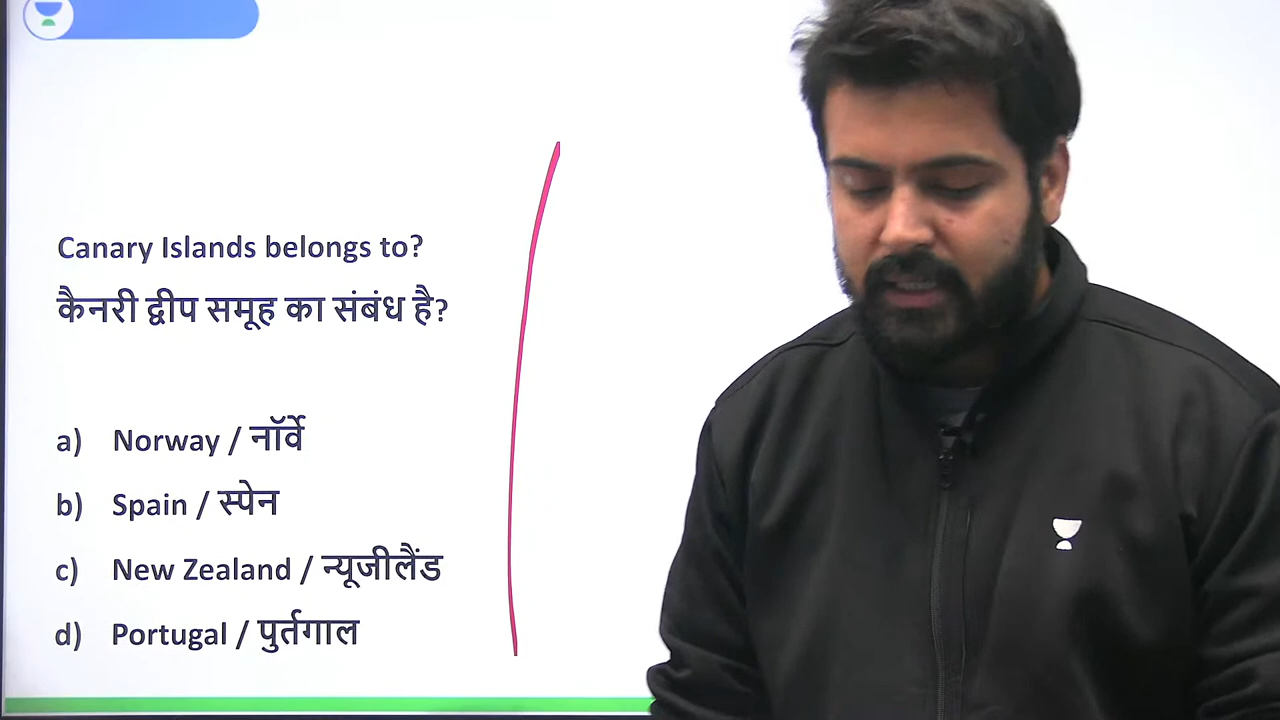 Canary Islands belongs to?
कैनरी द्वीप समूह का संबंध है?
a) Norway / नॉर्वे
b) Spain / स्पेन
c) New Zealand / न्यूजीलैंड
d) Portugal / पुर्तगाल